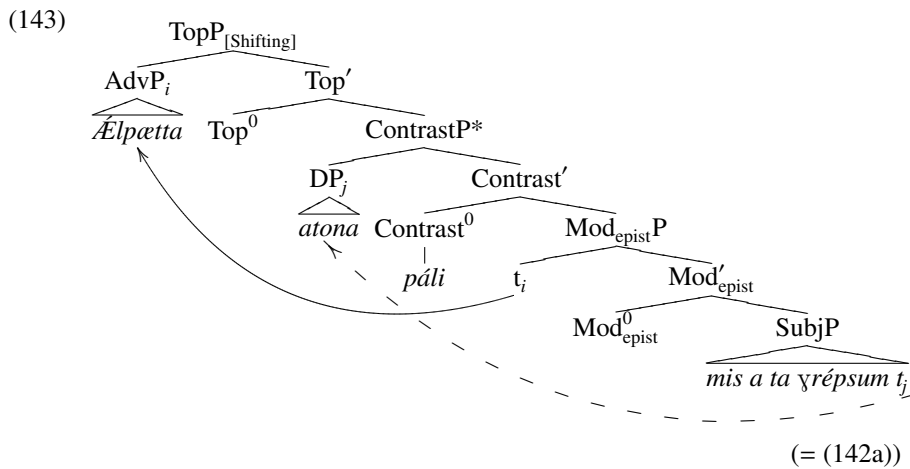 (143)
TopP[Shifting]
AdvPi Top′
Ǽlpætta Top0 ContrastP*
DPj Contrast′
atona Contrast0 ModepistP
páli ti Mod′epist
Mod0epist SubjP
mis a ta ɣrépsum tj
(= (142a))